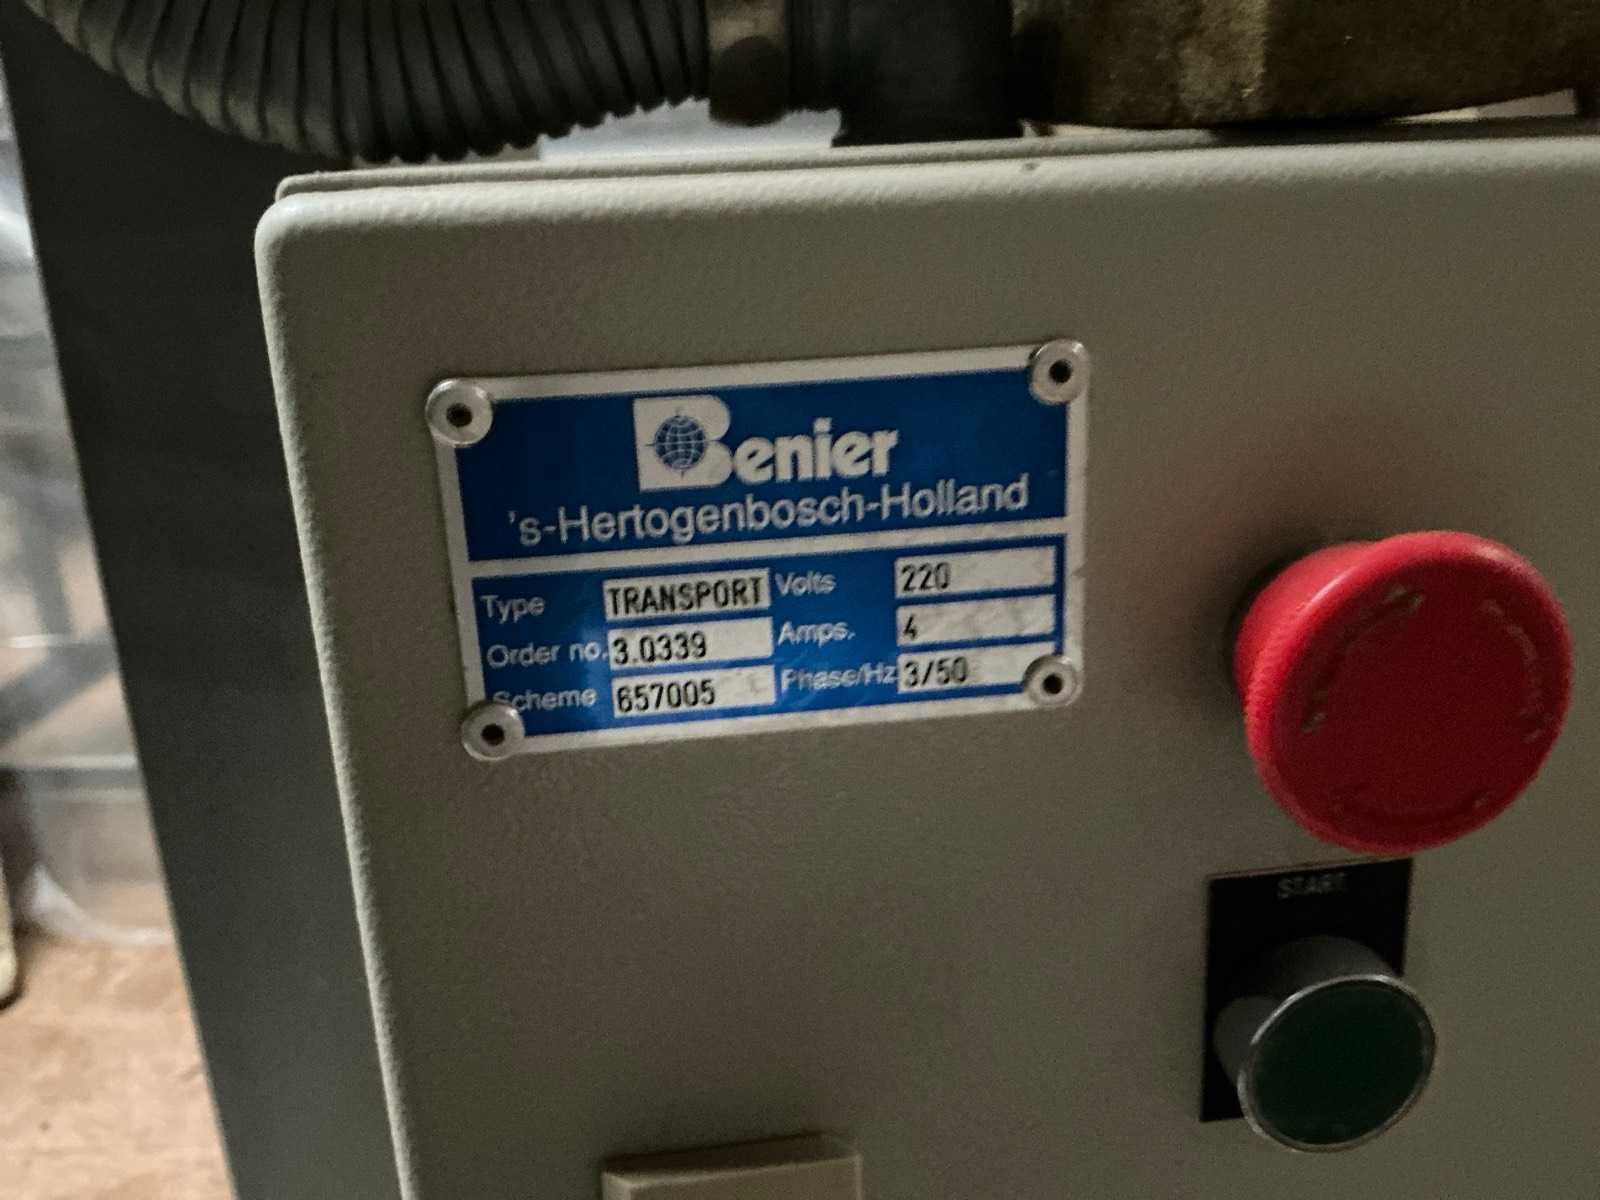 Benier
's-Hertogenbosch-Holland
Type TRANSPORT Volts 220
Order no. 3.0339 Amps. 4
Scheme 657005 Phase/Hz 3/50
START